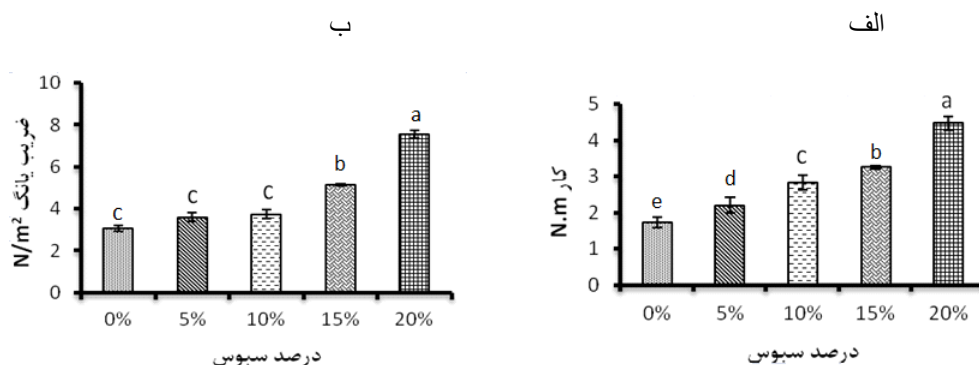 الف
ب
a
b
c
d
e
5
4
3
2
1
0
کار N.m
0% 5% 10% 15% 20%
درصد سبوس
a
b
c c c
10
8
6
4
2
0
ضریب یانگ N/m²
0% 5% 10% 15% 20%
درصد سبوس